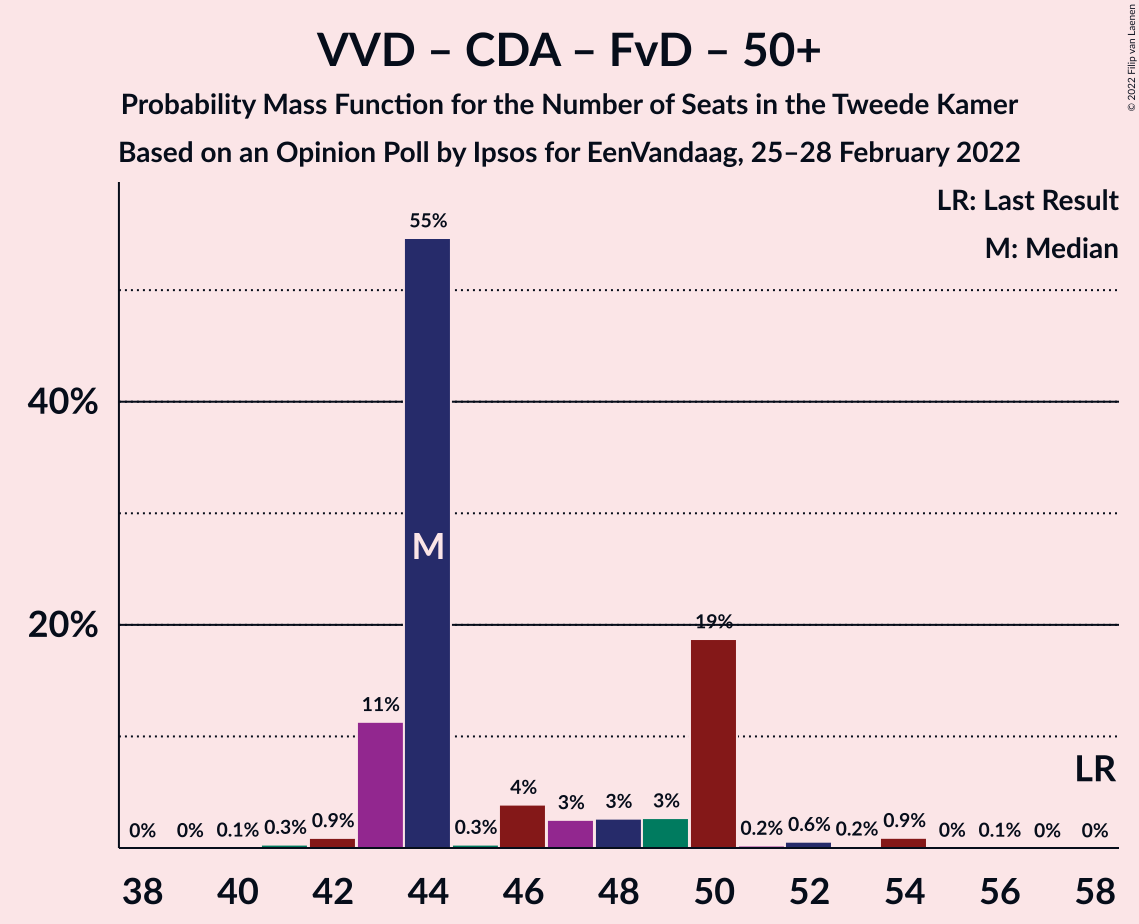 VVD – CDA – FvD – 50+
Probability Mass Function for the Number of Seats in the Tweede Kamer
Based on an Opinion Poll by Ipsos for EenVandaag, 25–28 February 2022
© 2022 Filip van Laenen
LR: Last Result
M: Median
55%
40%
M
20%
19%
11%
LR
4%
3%
3%
3%
0%
0%
0.1%
0.3%
0.9%
0.3%
0.2%
0.6%
0.2%
0.9%
0%
0.1%
0%
0%
38 40 42 44 46 48 50 52 54 56 58